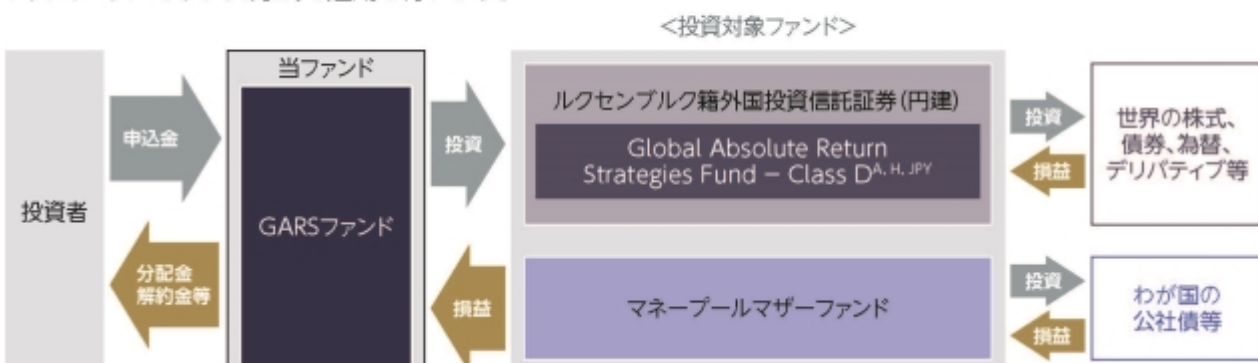 <投資対象ファンド>
当ファンド
投資者
申込金
分配金
解約金等
GARSファンド
投資
損益
ルクセンブルク籍外国投資信託証券(円建)
Global Absolute Return
Strategies Fund － Class DA, H, JPY
マネープールマザーファンド
投資
損益
世界の株式、
債券、為替、
デリバティブ等
投資
損益
わが国の
公社債等